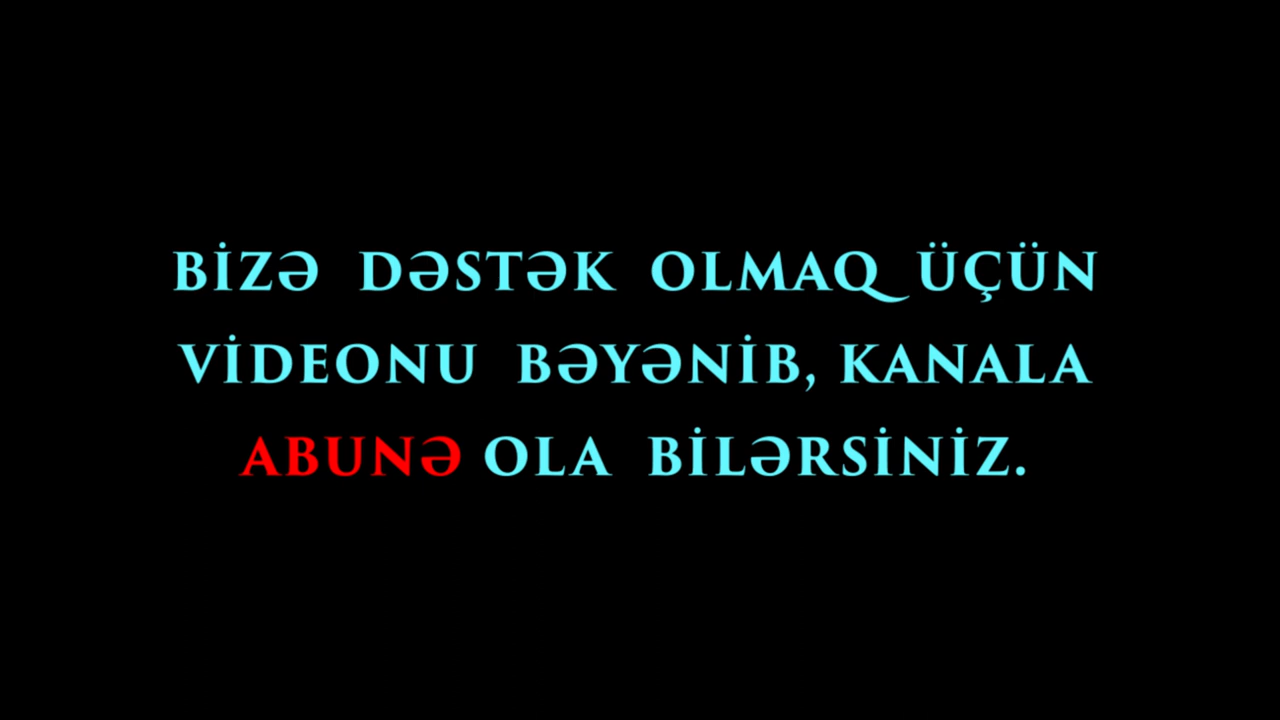 BİZƏ DƏSTƏK OLMAQ ÜÇÜN
VİDEONU BƏYƏNİB, KANALA
ABUNƏ OLA BİLƏRSİNİZ.